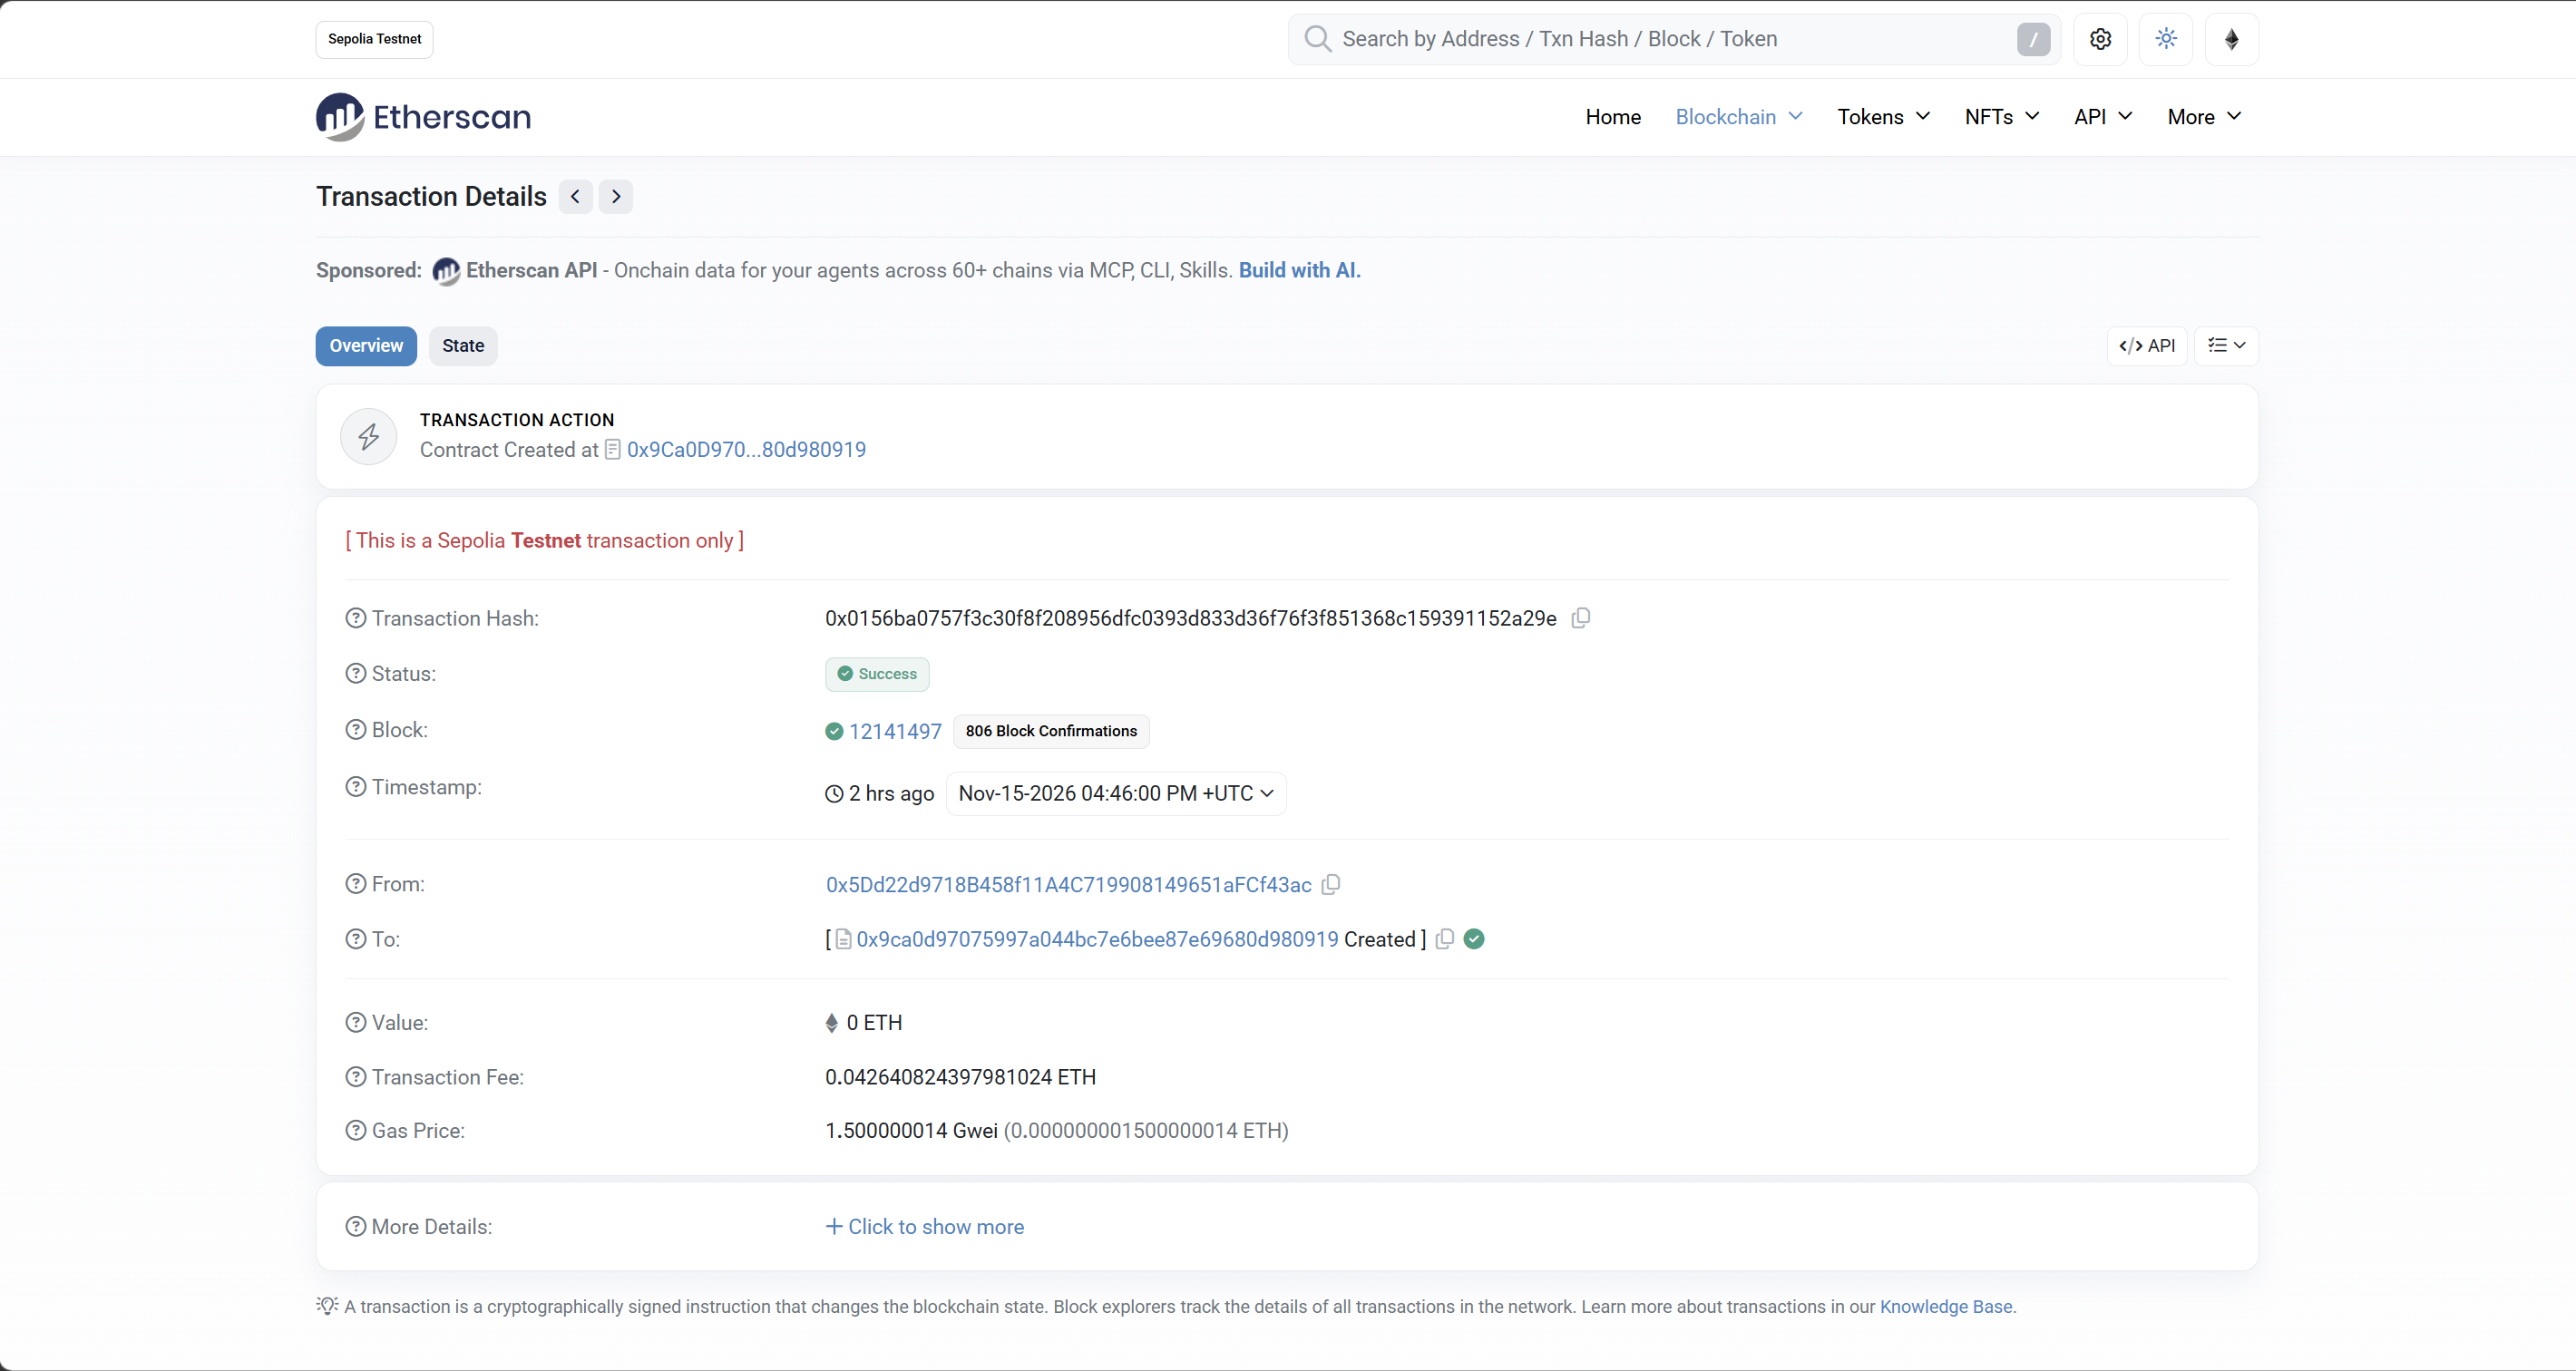 Sepolia Testnet
Search by Address / Txn Hash / Block / Token /
Etherscan
Home Blockchain Tokens NFTs API More
Transaction Details
Sponsored: Etherscan API - Onchain data for your agents across 60+ chains via MCP, CLI, Skills. Build with AI.
Overview State </> API
TRANSACTION ACTION
Contract Created at 0x9Ca0D970...80d980919
[ This is a Sepolia Testnet transaction only ]
Transaction Hash: 0x0156ba0757f3c30f8f208956dfc0393d833d36f76f3f851368c159391152a29e
Status: Success
Block: 12141497 806 Block Confirmations
Timestamp: 2 hrs ago Nov-15-2026 04:46:00 PM +UTC
From: 0x5Dd22d9718B458f11A4C719908149651aFCf43ac
To: [ 0x9ca0d97075997a044bc7e6bee87e69680d980919 Created ]
Value: 0 ETH
Transaction Fee: 0.042640824397981024 ETH
Gas Price: 1.500000014 Gwei (0.000000001500000014 ETH)
More Details: + Click to show more
A transaction is a cryptographically signed instruction that changes the blockchain state. Block explorers track the details of all transactions in the network. Learn more about transactions in our Knowledge Base.